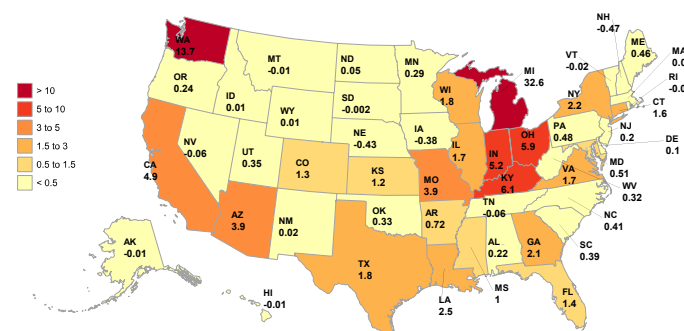 > 10
5 to 10
3 to 5
1.5 to 3
0.5 to 1.5
< 0.5
WA
13.7
OR
0.24
CA
4.9
NV
-0.06
ID
0.01
MT
-0.01
WY
0.01
UT
0.35
CO
1.3
AZ
3.9
NM
0.02
ND
0.05
SD
-0.002
NE
-0.43
KS
1.2
OK
0.33
TX
1.8
MN
0.29
IA
-0.38
MO
3.9
AR
0.72
LA
2.5
WI
1.8
IL
1.7
MI
32.6
IN
5.2
OH
5.9
KY
6.1
TN
-0.06
MS
1
AL
0.22
GA
2.1
FL
1.4
SC
0.39
NC
0.41
VA
1.7
WV
0.32
MD
0.51
DE
0.1
PA
0.48
NJ
0.2
NY
2.2
CT
1.6
RI
MA
VT
-0.02
NH
-0.47
ME
0.46
AK
-0.01
HI
-0.01